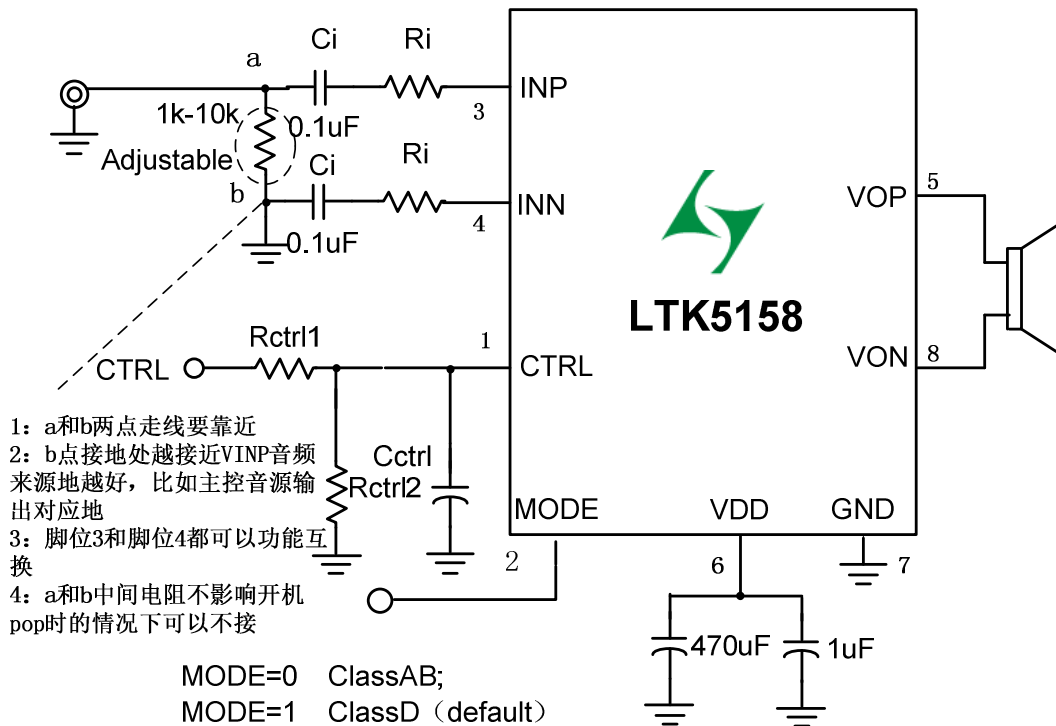 Ci
Ri
a
INP
3
1k-10k
0.1uF
Adjustable
Ci
Ri
b
INN
4
0.1uF
VOP
5
LTK5158
Rctrl1
1
CTRL
CTRL
VON
8
1: a和b两点走线要靠近
2: b点接地处越接近VINP音频
来源地越好, 比如主控音源输
出对应地
3: 脚位3和脚位4都可以功能互
换
4: a和b中间电阻不影响开机
pop时的情况下可以不接
Cctrl
Rctrl2
MODE
VDD
GND
2
6
7
470uF
1uF
MODE=0 ClassAB;
MODE=1 ClassD（default）